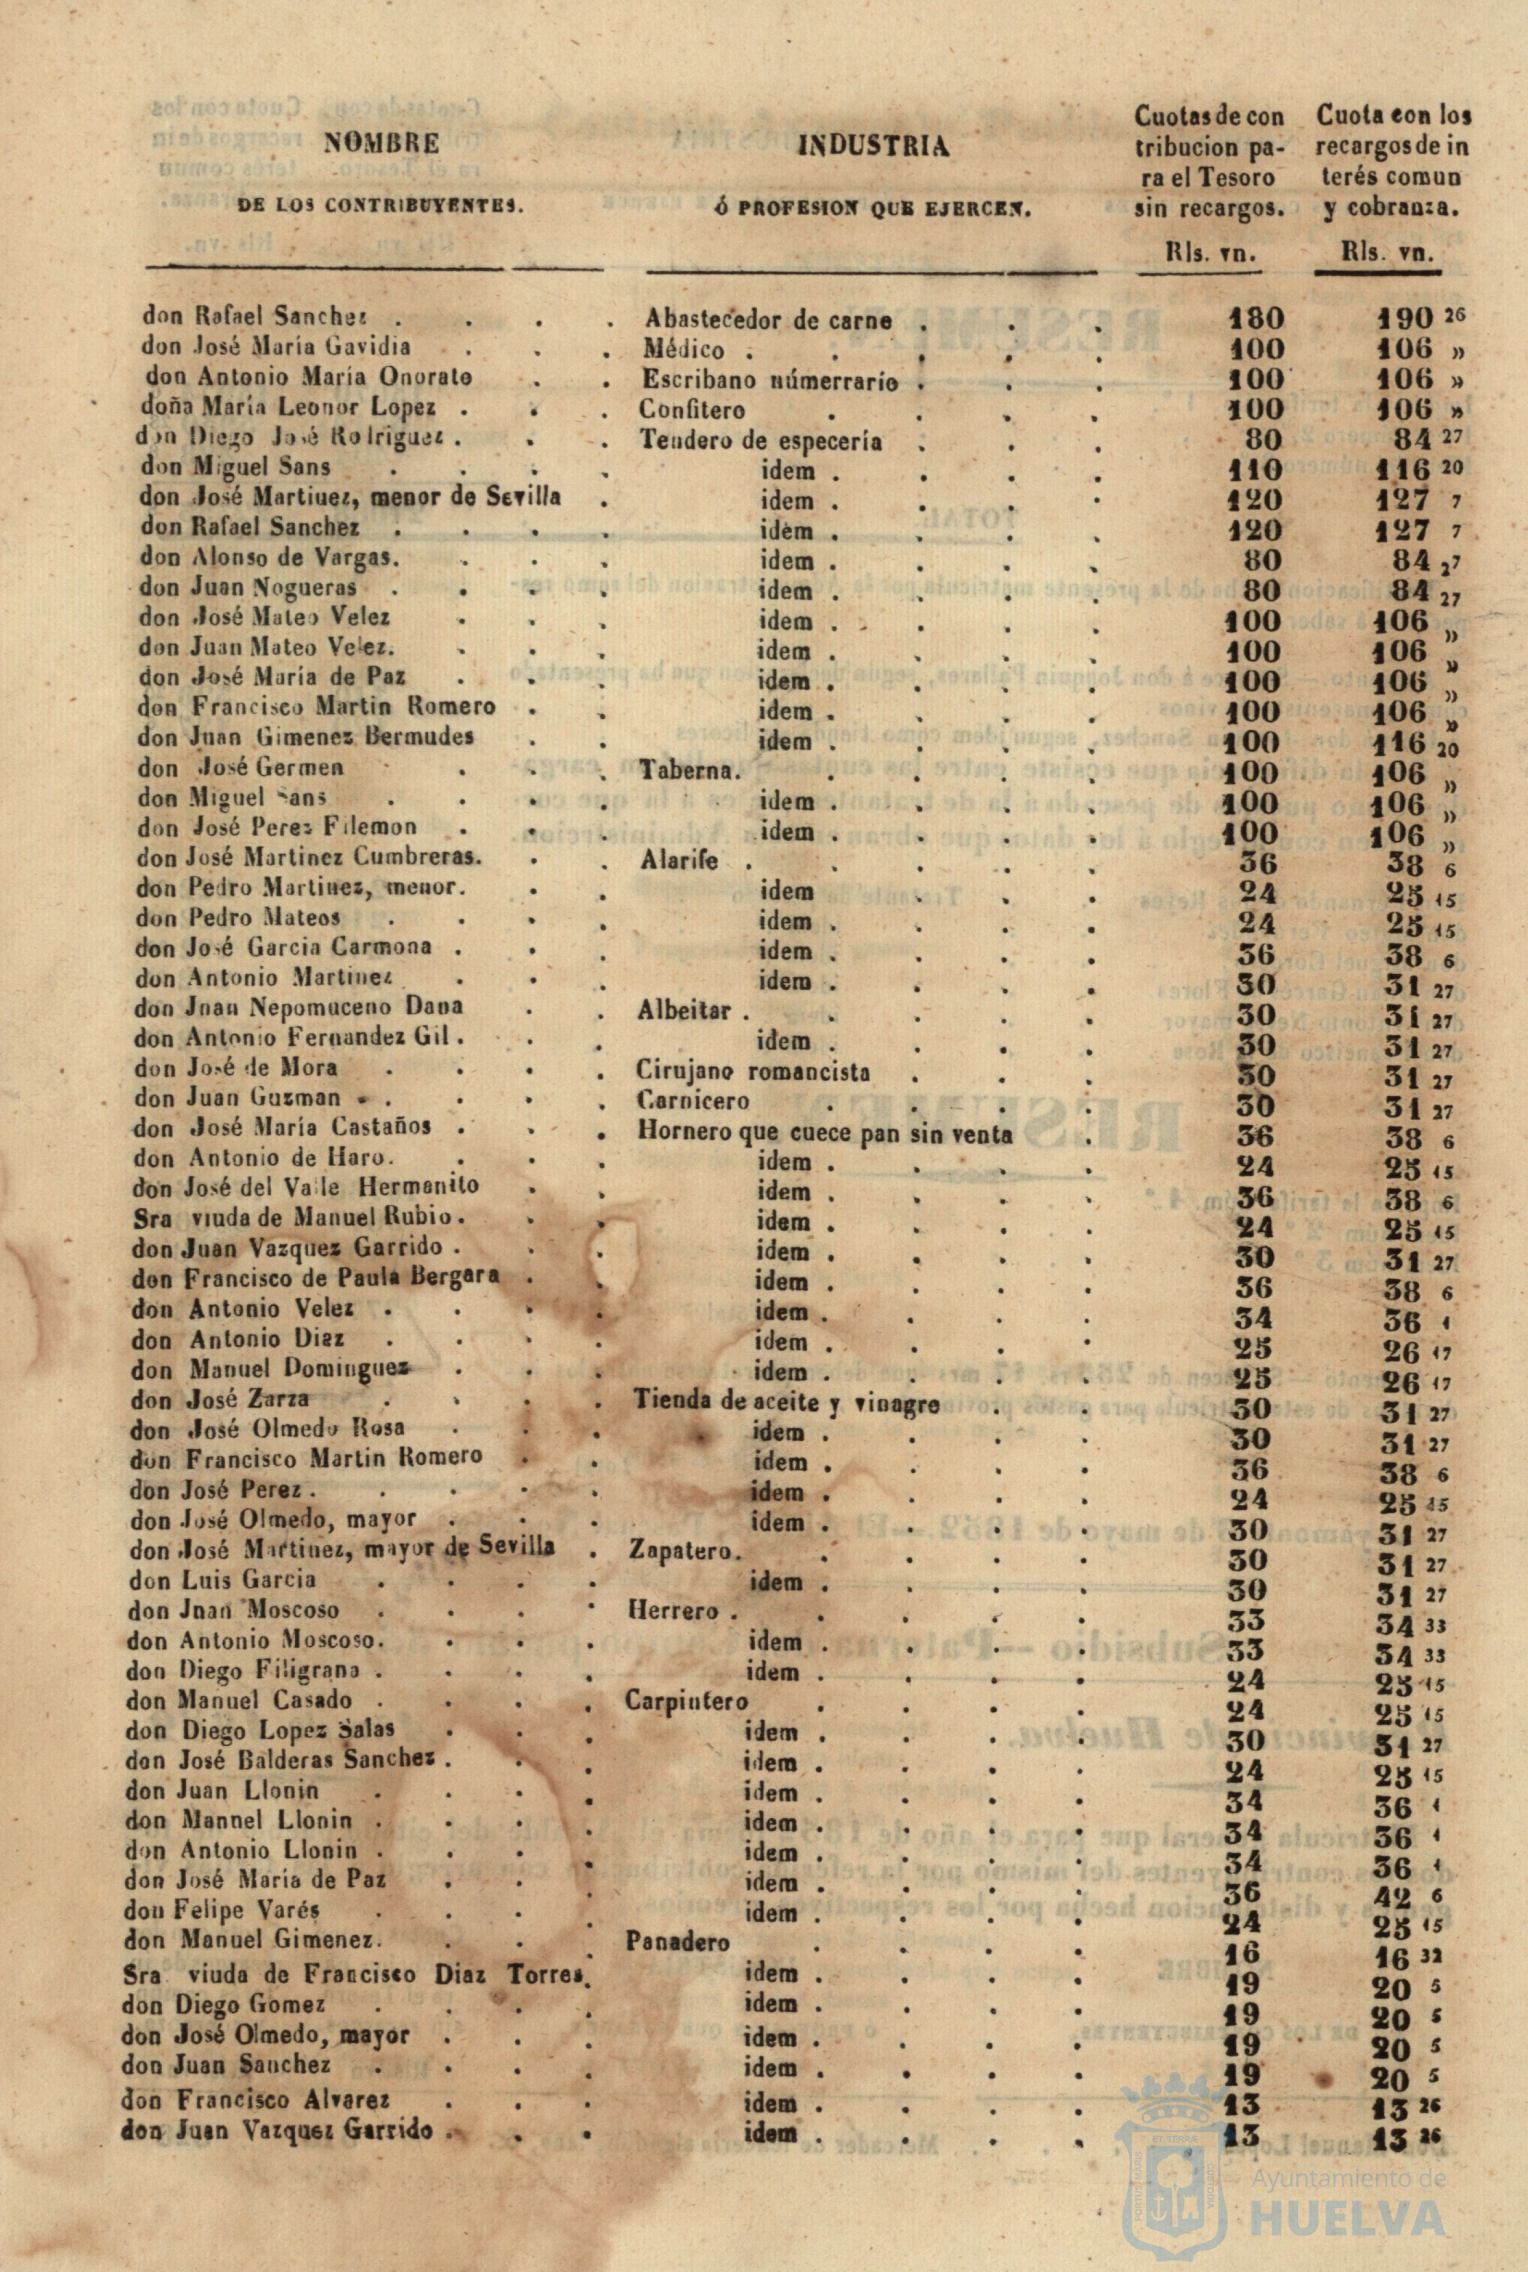 NOMBRE
DE LOS CONTRIBUYENTES.
INDUSTRIA
Ó PROFESION QUE EJERCEN.
Cuotas de con
tribucion pa-
ra el Tesoro
sin recargos.
Rls. vn.
Cuota con los
recargos de in
terés comun
y cobranza.
Rls. vn.
don Rafael Sanchez . . . . Abastecedor de carne . . . 180 190 26
don José María Gavidia . . . Médico . . . . . 100 106 »
don Antonio María Onorato . . Escribano númerrario . . . 100 106 »
doña María Leonor Lopez . . . Confitero . . . . 100 106 »
don Diego José Rodriguez . . . Tendero de especería . . . 80 84 27
don Miguel Sans . . . . idem . . . . 110 116 20
don José Martinez, menor de Sevilla . idem . . . . 120 127 7
don Rafael Sanchez . . . . idem . . . . 120 127 7
don Alonso de Vargas. . . . idem . . . . 80 84 27
don Juan Nogueras . . . . idem . . . . 80 84 27
don José Mateo Velez . . . idem . . . . 100 106 »
don Juan Mateo Velez. . . . idem . . . . 100 106 »
don José María de Paz . . . idem . . . . 100 106 »
don Francisco Martin Romero . . idem . . . . 100 106 »
don Juan Gimenez Bermudes . . idem . . . . 100 116 20
don José Germen . . . Taberna. . . . . 100 106 »
don Miguel Sans . . . . idem . . . . 100 106 »
don José Perez Filemon . . . idem . . . . 100 106 »
don José Martinez Cumbreras. . . Alarife . . . . . 36 38 6
don Pedro Martinez, menor. . . idem . . . 24 25 15
don Pedro Mateos . . . . idem . . . . 24 25 15
don José Garcia Carmona . . . idem . . . . 36 38 6
don Antonio Martinez . . . idem . . . . 30 31 27
don Jnan Nepomuceno Dana . . Albeitar . . . . . 30 31 27
don Antonio Fernandez Gil . . . idem . . . . 30 31 27
don José de Mora . . . . Cirujano romancista . . . 30 31 27
don Juan Guzman . . . . Carnicero . . . . 30 31 27
don José María Castaños . . . Hornero que cuece pan sin venta . 36 38 6
don Antonio de Haro. . . . idem . . . . 24 25 15
don José del Valle Hermanito . . idem . . . . 36 38 6
Sra viuda de Manuel Rubio . . . idem . . . . 24 25 15
don Juan Vazquez Garrido . . . idem . . . . 30 31 27
don Francisco de Paula Bergara . . idem . . . . 36 38 6
don Antonio Velez . . . . idem . . . . 34 36 1
don Antonio Diaz . . . . idem . . . . 25 26 17
don Manuel Dominguez . . . idem . . . . 25 26 17
don José Zarza . . . . Tienda de aceite y vinagre . . 30 31 27
don José Olmedo Rosa . . . idem . . . . 30 31 27
don Francisco Martin Romero . . idem . . . . 36 38 6
don José Perez . . . . . idem . . . . 24 25 15
don José Olmedo, mayor . . . idem . . . . 30 31 27
don José Martinez, mayor de Sevilla . Zapatero. . . . . 30 31 27
don Luis Garcia . . . . idem . . . . 30 31 27
don Jnan Moscoso . . . . Herrero . . . . . 33 34 33
don Antonio Moscoso. . . . idem . . . . 33 34 33
don Diego Filigrana . . . . idem . . . . 24 25 15
don Manuel Casado . . . . Carpintero . . . . 24 25 15
don Diego Lopez Salas . . . idem . . . . 30 31 27
don José Balderas Sanchez . . . idem . . . . 24 25 15
don Juan Llonin . . . . idem . . . . 34 36 1
don Mannel Llonin . . . . idem . . . . 34 36 1
don Antonio Llonin . . . . idem . . . . 34 36 1
don José María de Paz . . . idem . . . . 36 42 6
don Felipe Varés . . . . idem . . . . 24 25 15
don Manuel Gimenez. . . . Panadero . . . . 16 16 32
Sra viuda de Francisco Diaz Torres. idem . . . . 19 20 5
don Diego Gomez . . . . idem . . . . 19 20 5
don José Olmedo, mayor . . . idem . . . . 19 20 5
don Juan Sanchez . . . . idem . . . . 19 20 5
don Francisco Alvarez . . . idem . . . . 13 13 26
don Juan Vazquez Garrido . . . idem . . . . 13 13 26
Ayuntamiento de
HUELVA